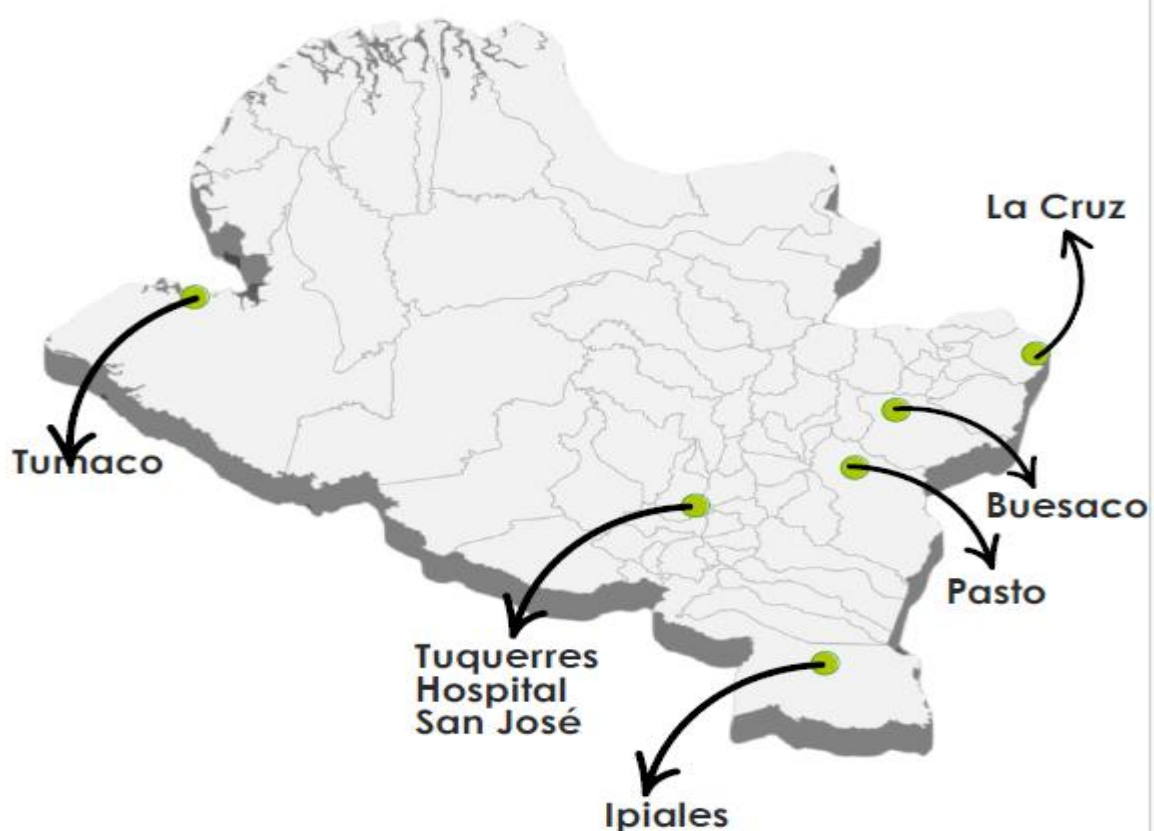 La Cruz
Tumaco
Buesaco
Pasto
Tuquerres
Hospital
San José
Ipiales